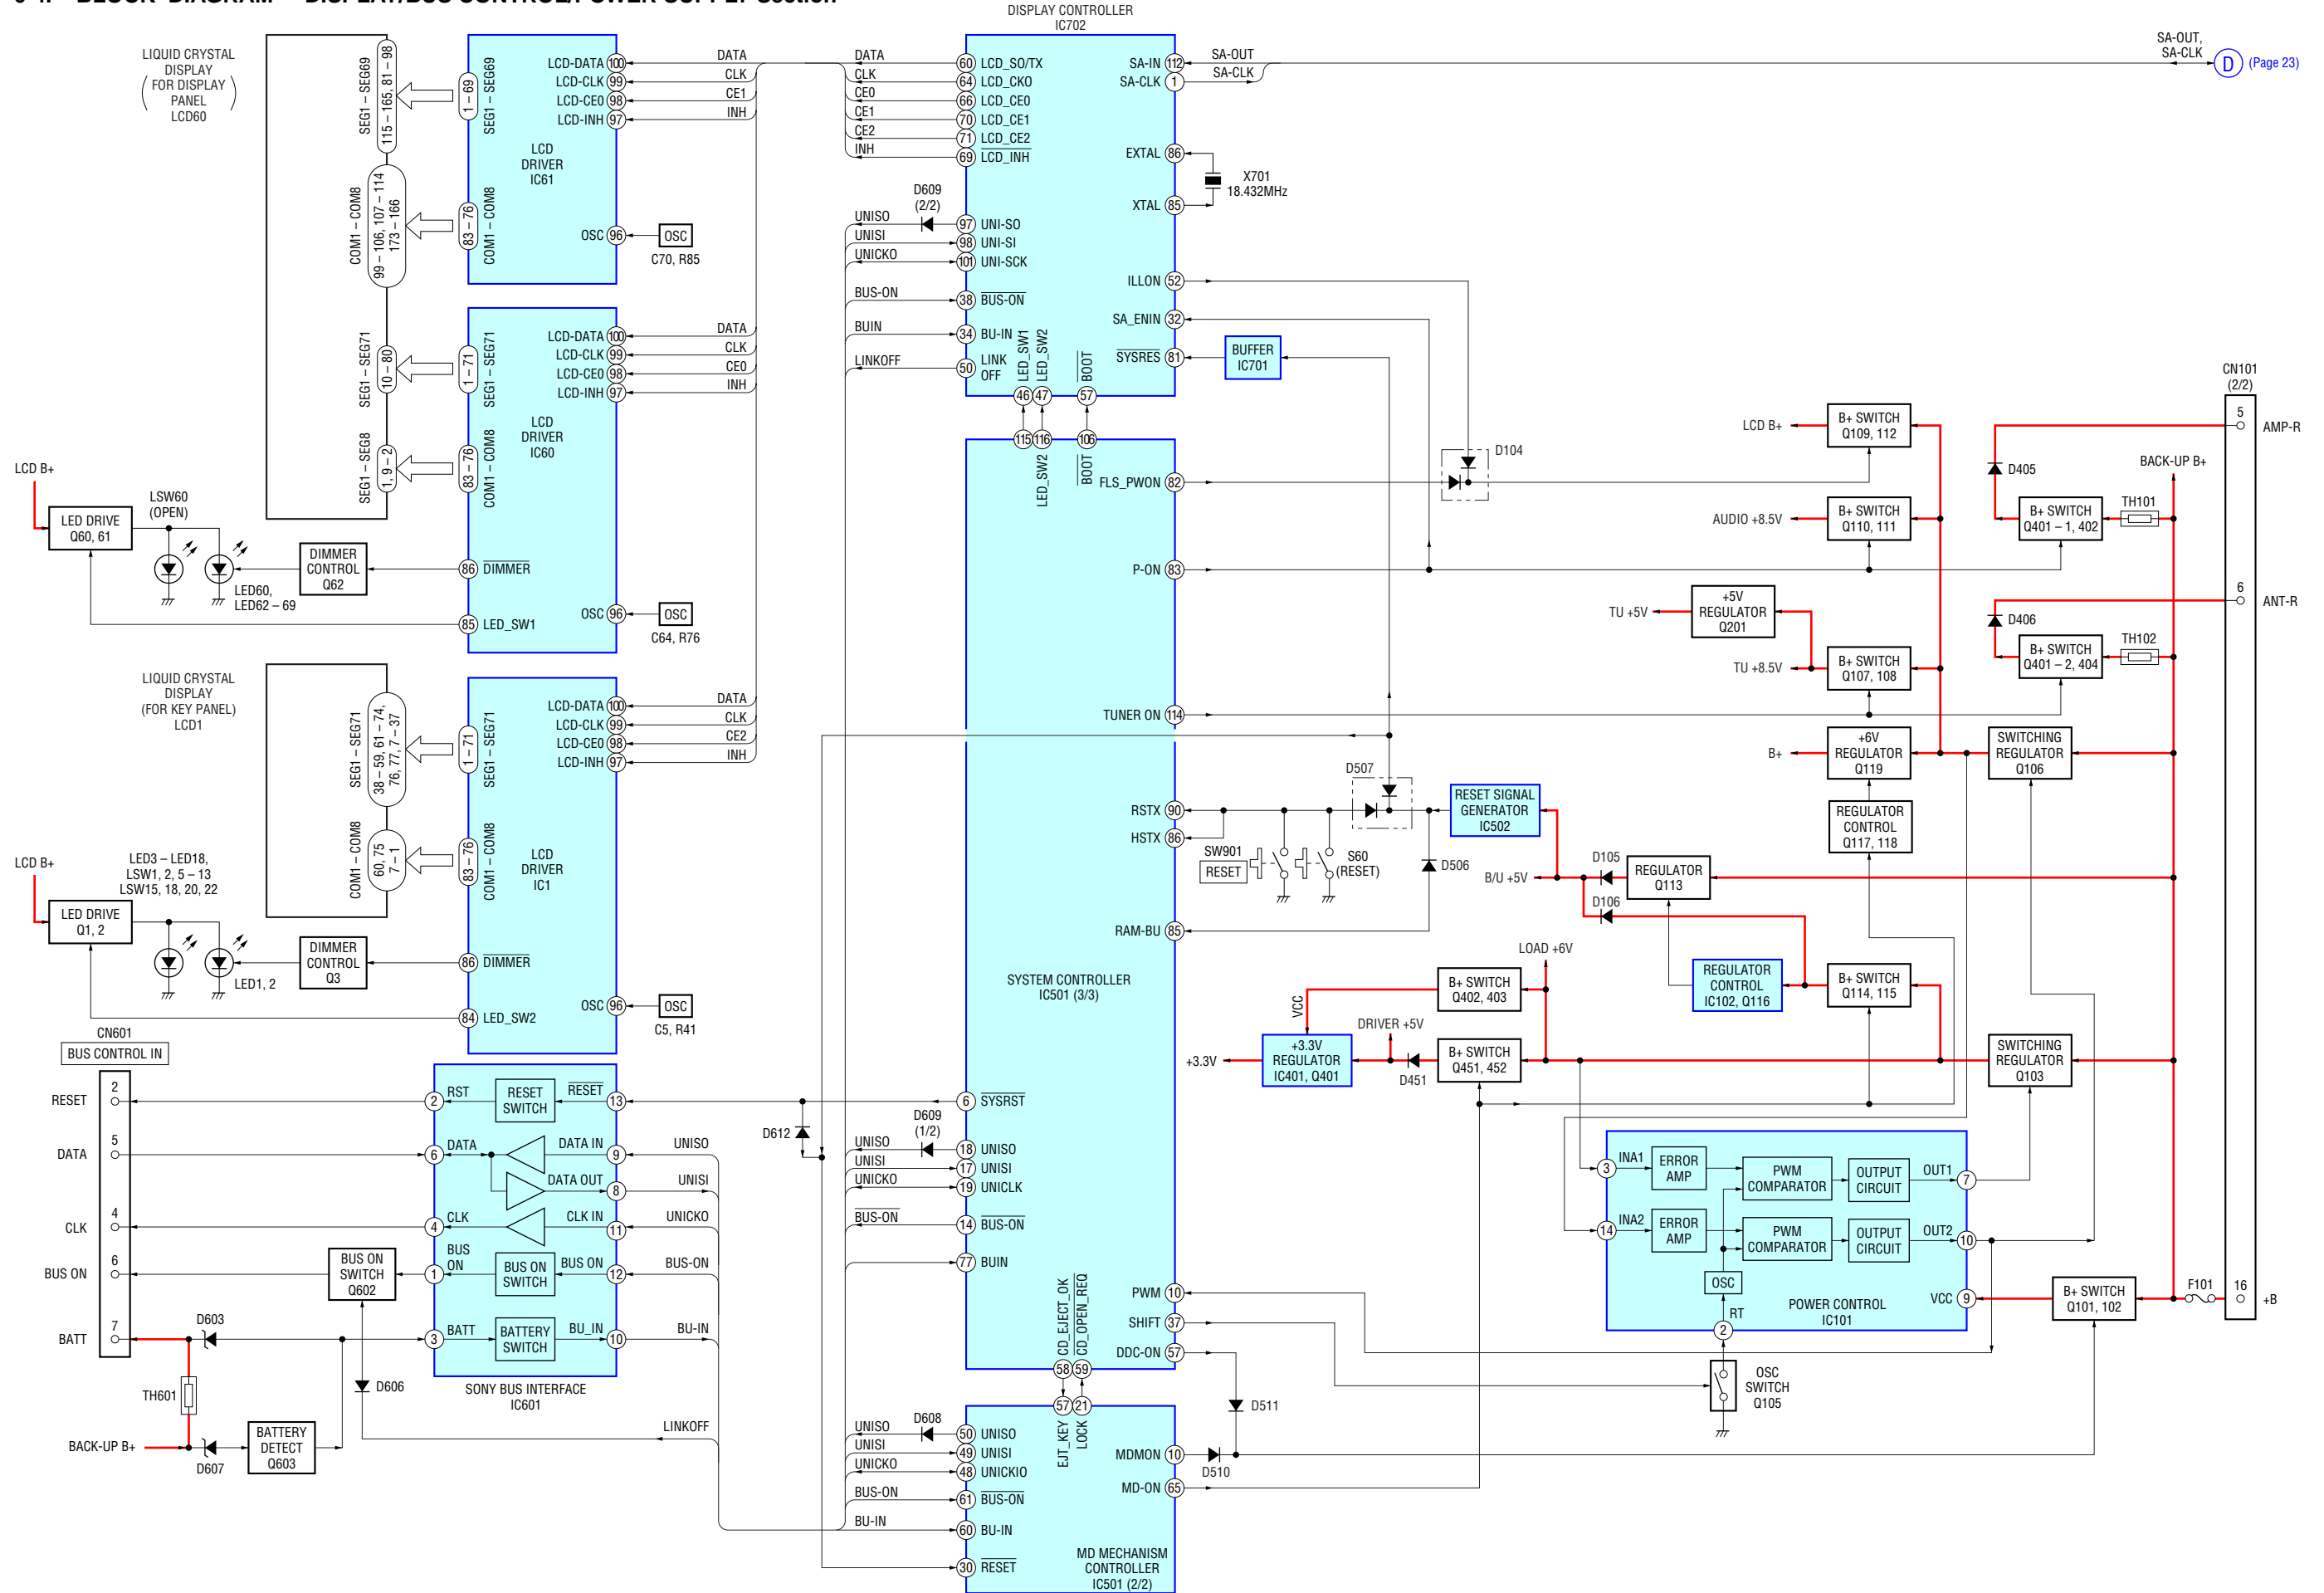 DISPLAY CONTROLLER
IC702
LIQUID CRYSTAL
DISPLAY
FOR DISPLAY
PANEL
LCD60
SEG1 – SEG69
115 – 165, 81 – 98
1 – 69
SEG1 – SEG69
COM1 – COM8
99 – 106, 107 – 114
173 – 166
83 – 76
COM1 – COM8
LCD-DATA 100
LCD-CLK 99
LCD-CE0 98
LCD-INH 97
LCD
DRIVER
IC61
OSC 96
OSC
C70, R85
DATA
CLK
CE1
INH
DATA
CLK
CE0
CE1
CE2
INH
60 LCD_SO/TX
64 LCD_CKO
66 LCD_CE0
70 LCD_CE1
71 LCD_CE2
69 LCD_INH
SA-IN 112
SA-CLK 1
SA-OUT
SA-CLK
SA-OUT,
SA-CLK
D
(Page 23)
EXTAL 86
XTAL 85
X701
18.432MHz
D609
(2/2)
UNISO
UNISI
UNICKO
BUS-ON
BUIN
LINKOFF
97 UNI-SO
98 UNI-SI
101 UNI-SCK
38 BUS-ON
34 BU-IN
50 LINK
OFF
LED_SW1
LED_SW2
BOOT
46 47 57
ILLON 52
SA_ENIN 32
SYSRES 81
BUFFER
IC701
SEG1 – SEG71
10 – 80
1 – 71
SEG1 – SEG71
SEG1 – SEG8
1, 9 – 2
83 – 76
COM1 – COM8
LCD-DATA 100
LCD-CLK 99
LCD-CE0 98
LCD-INH 97
LCD
DRIVER
IC60
DATA
CLK
CE0
INH
86 DIMMER
85 LED_SW1
OSC 96
OSC
C64, R76
LCD B+
LED DRIVE
Q60, 61
LSW60
(OPEN)
LED60,
LED62 – 69
DIMMER
CONTROL
Q62
115 116 106
LED_SW2
LED_SW2
BOOT
FLS_PWON 82
D104
P-ON 83
TUNER ON 114
LCD B+
B+ SWITCH
Q109, 112
AUDIO +8.5V
B+ SWITCH
Q110, 111
TU +5V
+5V
REGULATOR
Q201
TU +8.5V
B+ SWITCH
Q107, 108
B+
+6V
REGULATOR
Q119
SWITCHING
REGULATOR
Q106
REGULATOR
CONTROL
Q117, 118
CN101
(2/2)
5
AMP-R
D405
BACK-UP B+
B+ SWITCH
Q401 – 1, 402
TH101
6
ANT-R
D406
B+ SWITCH
Q401 – 2, 404
TH102
LIQUID CRYSTAL
DISPLAY
(FOR KEY PANEL)
LCD1
SEG1 – SEG71
38 – 59, 61 – 74,
76, 77, 7 – 37
1 – 71
SEG1 – SEG71
COM1 – COM8
60, 75
7 – 1
83 – 76
COM1 – COM8
LCD-DATA 100
LCD-CLK 99
LCD-CE0 98
LCD-INH 97
LCD
DRIVER
IC1
DATA
CLK
CE2
INH
86 DIMMER
84 LED_SW2
OSC 96
OSC
C5, R41
LCD B+
LED DRIVE
Q1, 2
LED3 – LED18,
LSW1, 2, 5 – 13
LSW15, 18, 20, 22
LED1, 2
DIMMER
CONTROL
Q3
D507
RSTX 90
HSTX 86
RESET SIGNAL
GENERATOR
IC502
SW901
RESET
S60
(RESET)
D506
RAM-BU 85
SYSTEM CONTROLLER
IC501 (3/3)
B/U +5V
D105
REGULATOR
Q113
D106
REGULATOR
CONTROL
IC102, Q116
B+ SWITCH
Q114, 115
LOAD +6V
B+ SWITCH
Q402, 403
VCC
DRIVER +5V
+3.3V
+3.3V
REGULATOR
IC401, Q401
D451
B+ SWITCH
Q451, 452
SWITCHING
REGULATOR
Q103
CN601
BUS CONTROL IN
RESET 2
DATA 5
CLK 4
BUS ON 6
BATT 7
2 RST
RESET
SWITCH
RESET 13
6 DATA
DATA IN 9
DATA OUT 8
4 CLK
CLK IN 11
1 BUS
ON
BUS ON
SWITCH
BUS ON 12
3 BATT
BATTERY
SWITCH
BU_IN 10
SONY BUS INTERFACE
IC601
BUS ON
SWITCH
Q602
D603
TH601
D606
BACK-UP B+
D607
BATTERY
DETECT
Q603
UNISO
UNISI
UNICKO
BUS-ON
BU-IN
LINKOFF
D612
6 SYSRST
D609
(1/2)
UNISO
UNISI
UNICKO
BUS-ON
18 UNISO
17 UNISI
19 UNICLK
14 BUS-ON
77 BUIN
CD_EJECT_OK
CD_OPEN_REQ
58 59
PWM 10
SHIFT 37
DDC-ON 57
D511
57 21
EJT_KEY
LOCK
D608
UNISO
UNISI
UNICKO
BUS-ON
BU-IN
50 UNISO
49 UNISI
48 UNICKIO
61 BUS-ON
60 BU-IN
30 RESET
MDMON 10
D510
MD-ON 65
MD MECHANISM
CONTROLLER
IC501 (2/2)
3 INA1
ERROR
AMP
PWM
COMPARATOR
OUTPUT
CIRCUIT
OUT1 7
14 INA2
ERROR
AMP
PWM
COMPARATOR
OUTPUT
CIRCUIT
OUT2 10
OSC
RT
2
POWER CONTROL
IC101
VCC 9
OSC
SWITCH
Q105
B+ SWITCH
Q101, 102
F101
16
+B